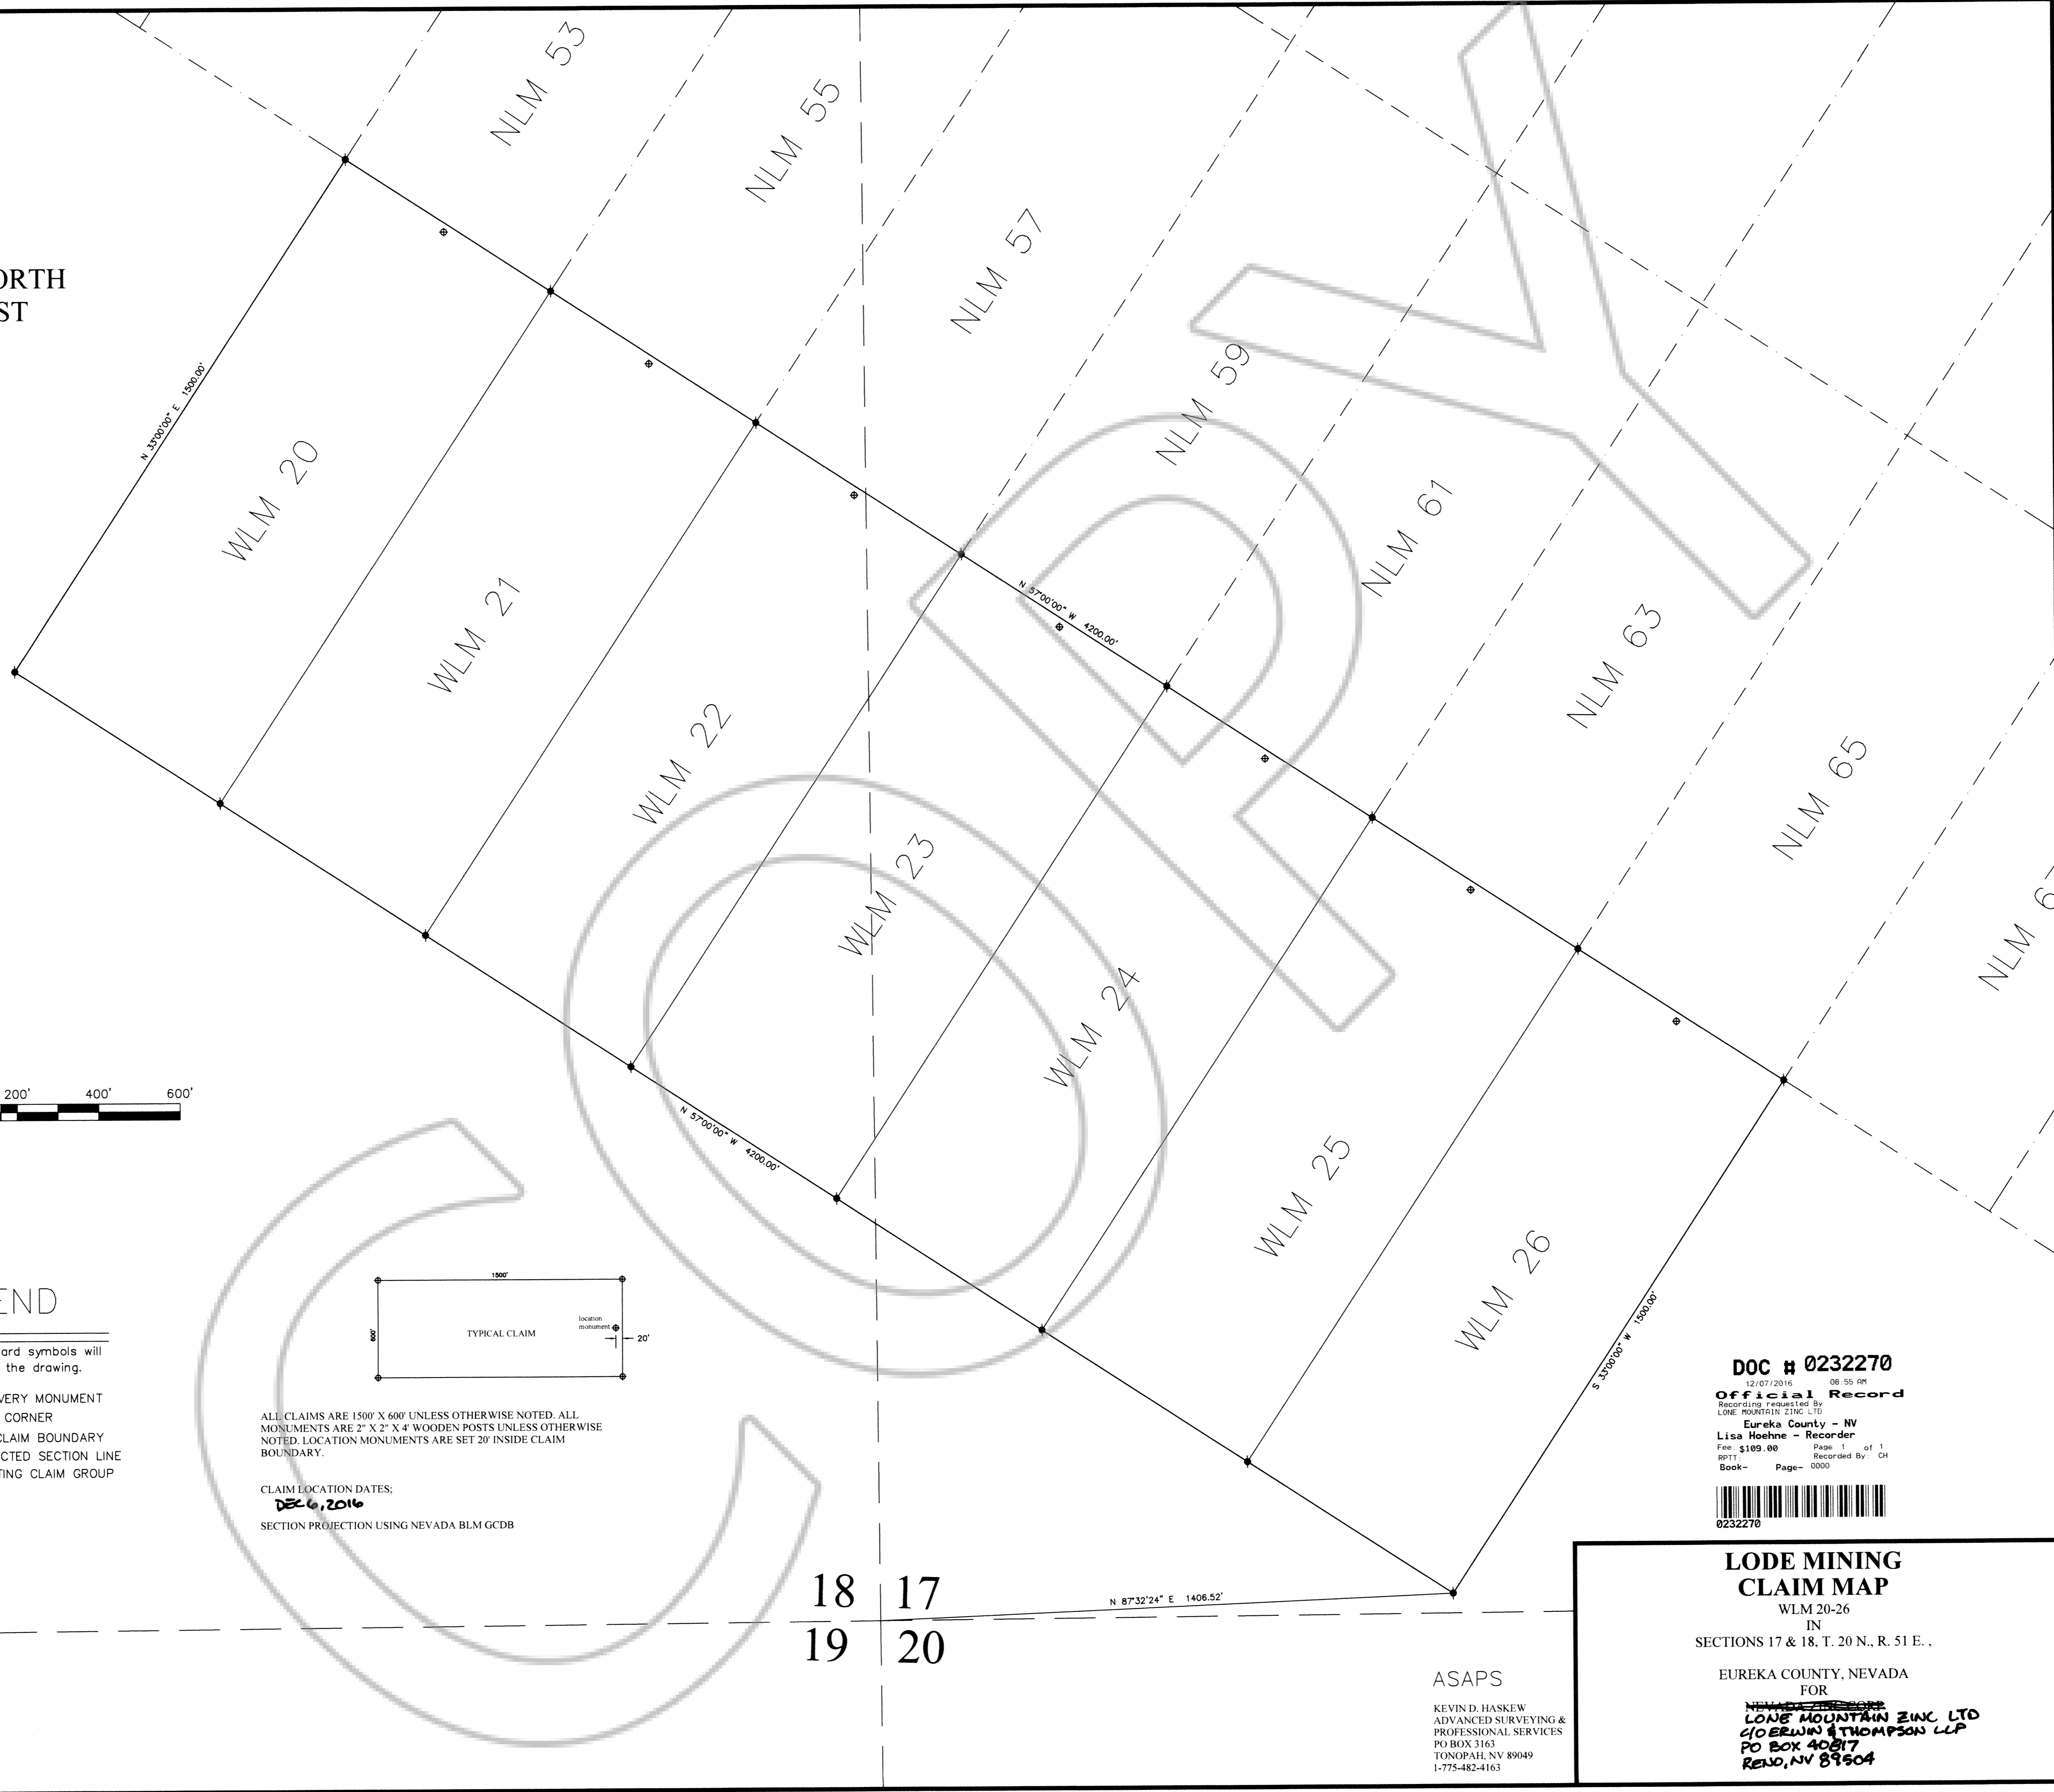 NLM 53
NLM 55
NLM 57
NLM 59
NLM 61
NLM 63
NLM 65
NLM 6
ORTH
ST
N 33°00'00" E 1500.00'
WLM 20
WLM 21
WLM 22
WLM 23
WLM 24
WLM 25
WLM 26
N 57°00'00" W 4200.00'
N 57°00'00" W 4200.00'
S 33°00'00" W 1500.00'
COPY
200' 400' 600'
END
ard symbols will
the drawing.
VERY MONUMENT
CORNER
CLAIM BOUNDARY
CTED SECTION LINE
TING CLAIM GROUP
1500'
600'
TYPICAL CLAIM
location
monument
20'
ALL CLAIMS ARE 1500' X 600' UNLESS OTHERWISE NOTED. ALL
MONUMENTS ARE 2" X 2" X 4' WOODEN POSTS UNLESS OTHERWISE
NOTED. LOCATION MONUMENTS ARE SET 20' INSIDE CLAIM
BOUNDARY.
CLAIM LOCATION DATES;
DEC 6, 2016
SECTION PROJECTION USING NEVADA BLM GCDB
18 17
19 20
N 87°32'24" E 1406.52'
DOC # 0232270
12/07/2016 08:55 AM
Official Record
Recording requested By
LONE MOUNTAIN ZINC LTD
Eureka County - NV
Lisa Hoehne - Recorder
Fee: $109.00 Page 1 of 1
RPTT: Recorded By: CH
Book- Page- 0000
0232270
ASAPS
KEVIN D. HASKEW
ADVANCED SURVEYING &
PROFESSIONAL SERVICES
PO BOX 3163
TONOPAH, NV 89049
1-775-482-4163
LODE MINING
CLAIM MAP
WLM 20-26
IN
SECTIONS 17 & 18, T. 20 N., R. 51 E. ,
EUREKA COUNTY, NEVADA
FOR
NEVADA ZINC CORP.
LONE MOUNTAIN ZINC LTD
C/O ERWIN & THOMPSON LLP
PO BOX 40817
RENO, NV 89504